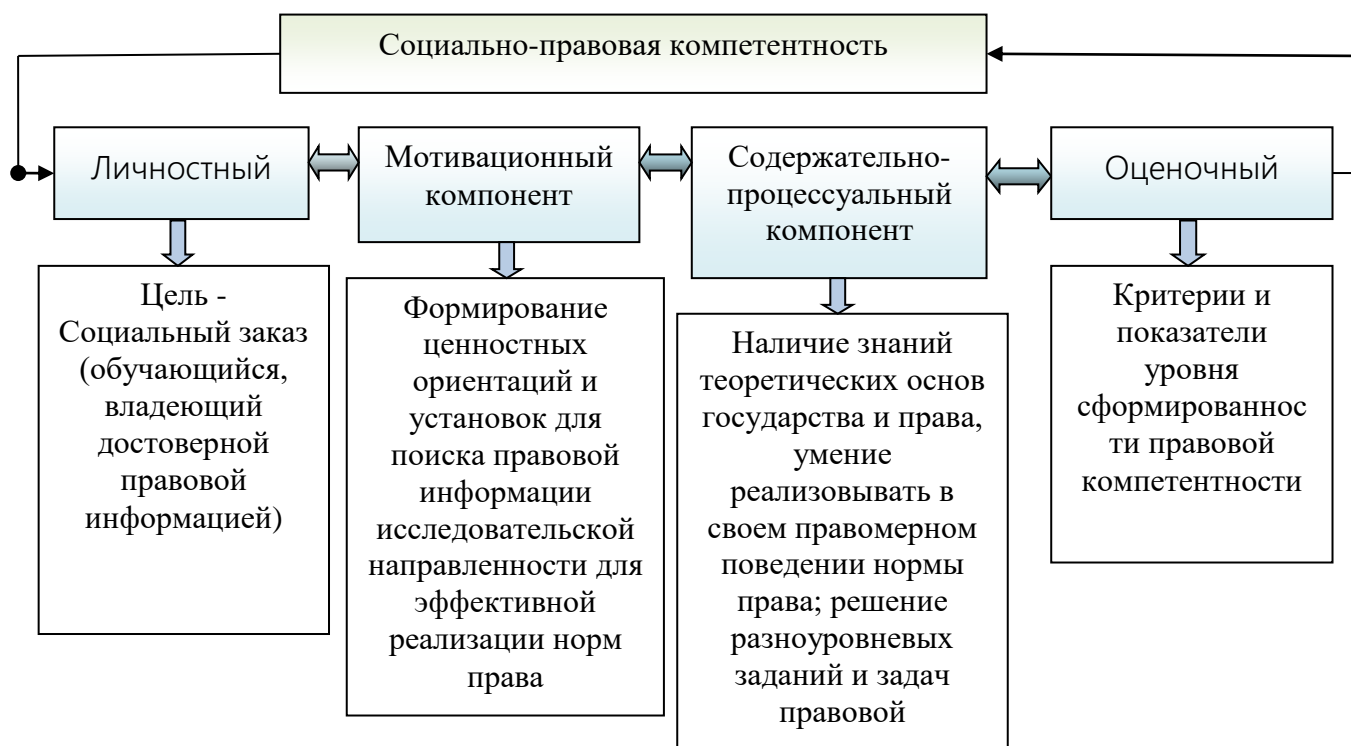 Социально-правовая компетентность
Личностный
Мотивационный
компонент
Содержательно-
процессуальный
компонент
Оценочный
Цель -
Социальный заказ
(обучающийся,
владеющий
достоверной
правовой
информацией)
Формирование
ценностных
ориентаций и
установок для
поиска правовой
информации
исследовательской
направленности для
эффективной
реализации норм
права
Наличие знаний
теоретических основ
государства и права,
умение
реализовывать в
своем правомерном
поведении нормы
права; решение
разноуровневых
заданий и задач
правовой
Критерии и
показатели
уровня
сформированнос
ти правовой
компетентности